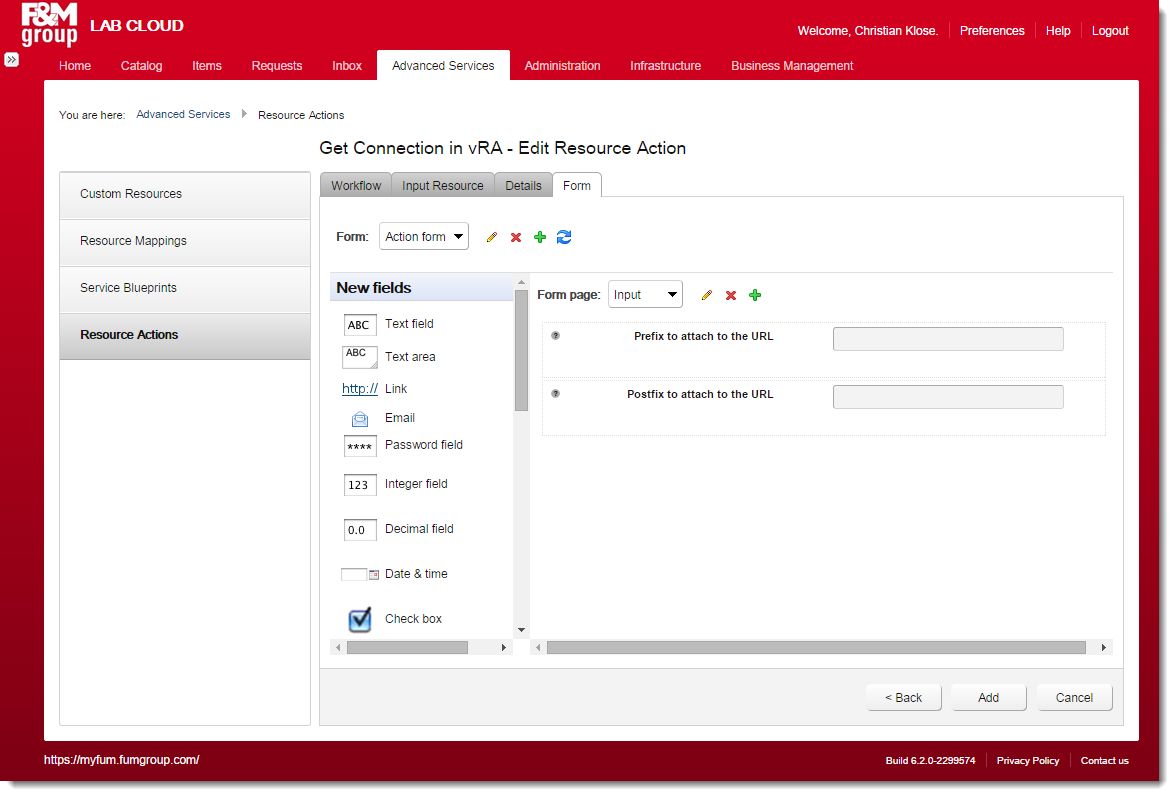 F&M
group
LAB CLOUD
Welcome, Christian Klose. Preferences Help Logout
Home Catalog Items Requests Inbox Advanced Services Administration Infrastructure Business Management
You are here: Advanced Services Resource Actions
Get Connection in vRA - Edit Resource Action
Custom Resources
Resource Mappings
Service Blueprints
Resource Actions
Workflow Input Resource Details Form
Form: Action form
New fields
ABC Text field
ABC Text area
http:// Link
Email
**** Password field
123 Integer field
0.0 Decimal field
Date & time
Check box
Form page: Input
? Prefix to attach to the URL
? Postfix to attach to the URL
< Back Add Cancel
https://myfum.fumgroup.com/
Build 6.2.0-2299574 Privacy Policy Contact us